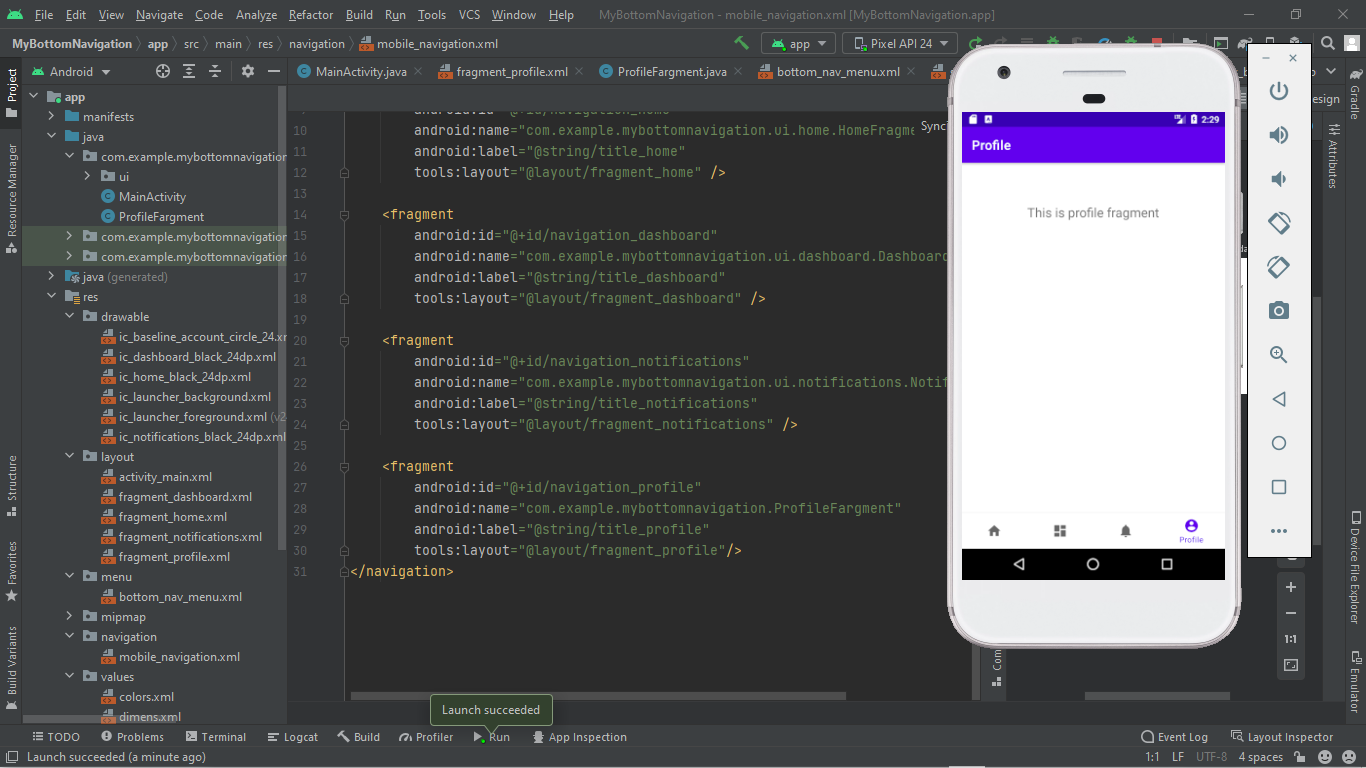 File Edit View Navigate Code Analyze Refactor Build Run Tools VCS Window Help MyBottomNavigation - mobile_navigation.xml [MyBottomNavigation.app]
MyBottomNavigation app src main res navigation mobile_navigation.xml app Pixel API 24
Android MainActivity.java fragment_profile.xml ProfileFargment.java bottom_nav_menu.xml
Project
Resource Manager
Structure
Favorites
Build Variants
app
manifests
java
com.example.mybottomnavigation
ui
MainActivity
ProfileFargment
com.example.mybottomnavigation
com.example.mybottomnavigation
java (generated)
res
drawable
ic_baseline_account_circle_24.xm
ic_dashboard_black_24dp.xml
ic_home_black_24dp.xml
ic_launcher_background.xml
ic_launcher_foreground.xml (v2
ic_notifications_black_24dp.xml
layout
activity_main.xml
fragment_dashboard.xml
fragment_home.xml
fragment_notifications.xml
fragment_profile.xml
menu
bottom_nav_menu.xml
mipmap
navigation
mobile_navigation.xml
values
colors.xml
dimens.xml
10 android:name="com.example.mybottomnavigation.ui.home.HomeFragme
11 android:label="@string/title_home"
12 tools:layout="@layout/fragment_home" />
13
14 <fragment
15 android:id="@+id/navigation_dashboard"
16 android:name="com.example.mybottomnavigation.ui.dashboard.Dashboard
17 android:label="@string/title_dashboard"
18 tools:layout="@layout/fragment_dashboard" />
19
20 <fragment
21 android:id="@+id/navigation_notifications"
22 android:name="com.example.mybottomnavigation.ui.notifications.Notif
23 android:label="@string/title_notifications"
24 tools:layout="@layout/fragment_notifications" />
25
26 <fragment
27 android:id="@+id/navigation_profile"
28 android:name="com.example.mybottomnavigation.ProfileFargment"
29 android:label="@string/title_profile"
30 tools:layout="@layout/fragment_profile"/>
31 </navigation>
Synci
esign
2:29
Profile
This is profile fragment
Profile
1:1
Com
Gradle
Attributes
Device File Explorer
Emulator
Launch succeeded
TODO Problems Terminal Logcat Build Profiler Run App Inspection Event Log Layout Inspector
Launch succeeded (a minute ago) 1:1 LF UTF-8 4 spaces